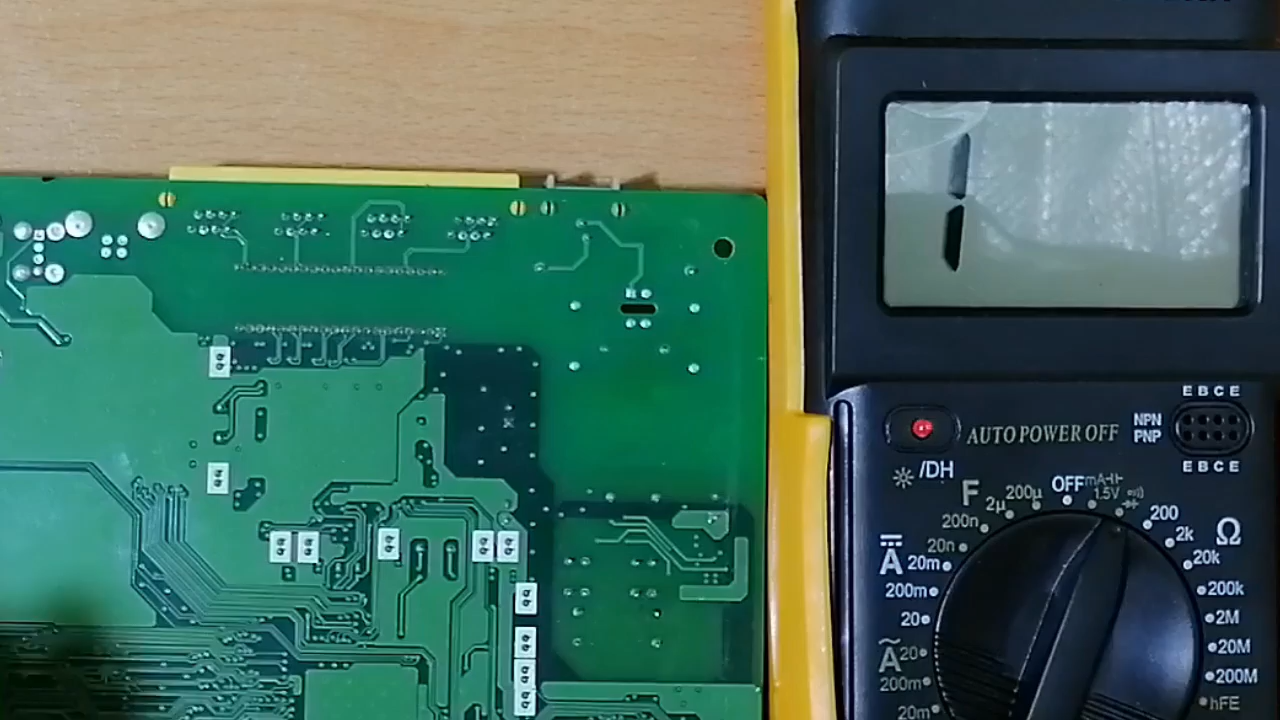 1
E B C E
NPN
PNP
AUTO POWER OFF
E B C E
/DH
OFF
mA
1.5V
F
2μ
200μ
200n
20n
200
2k
Ω
20k
200k
2M
20M
200M
hFE
A
20m
200m
20
A
20
200m
20m